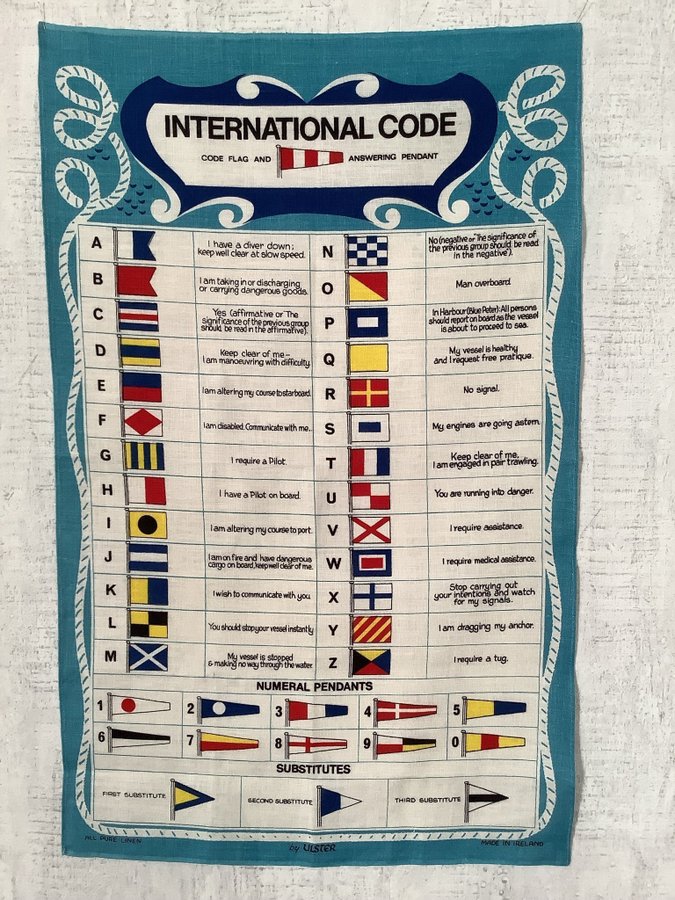 INTERNATIONAL CODE
CODE FLAG AND ANSWERING PENDANT
A
I have a diver down;
keep well clear at slow speed.
B
I am taking in or discharging
or carrying dangerous goods.
C
Yes (affirmative or "The
significance of the previous group
should be read in the affirmative).
D
Keep clear of me –
I am manoeuvring with difficulty
E
I am altering my course to starboard.
F
I am disabled. Communicate with me.
G
I require a Pilot.
H
I have a Pilot on board.
I
I am altering my course to port.
J
I am on fire and have dangerous
cargo on board, keep well clear of me.
K
I wish to communicate with you.
L
You should stop your vessel instantly
M
My vessel is stopped
& making no way through the water.
N
No (negative or "The significance of
the previous group should be read
in the negative").
O
Man overboard.
P
In Harbour (Blue Peter): All persons
should report on board as the vessel
is about to proceed to sea.
Q
My vessel is healthy
and I request free pratique.
R
No signal.
S
My engines are going astern.
T
Keep clear of me,
I am engaged in pair trawling.
U
You are running into danger.
V
I require assistance.
W
I require medical assistance.
X
Stop carrying out
your intentions and watch
for my signals.
Y
I am dragging my anchor.
Z
I require a tug.
NUMERAL PENDANTS
1 2 3 4 5
6 7 8 9 0
SUBSTITUTES
FIRST SUBSTITUTE SECOND SUBSTITUTE THIRD SUBSTITUTE
ALL PURE LINEN by ULSTER MADE IN IRELAND